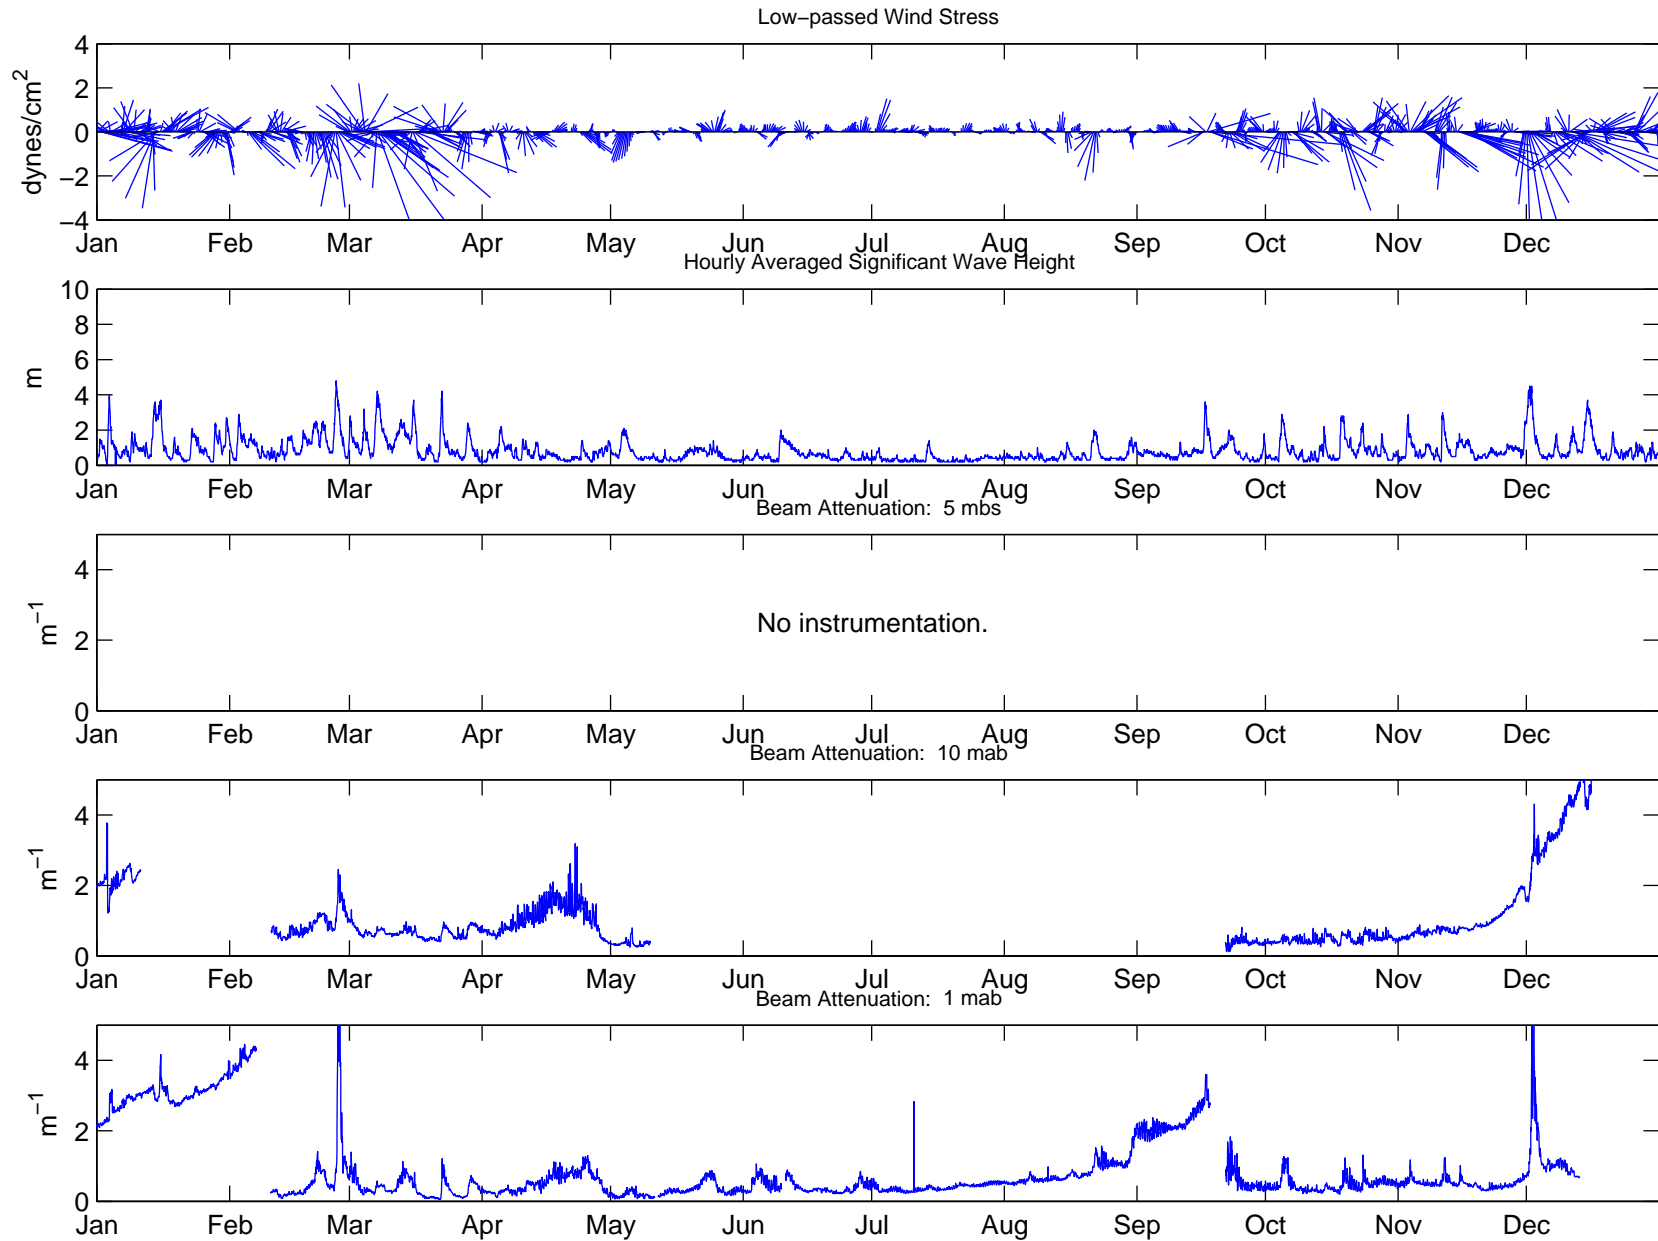 Low−passed Wind Stress
4
2
0
−2
−4
dynes/cm2
Jan Feb Mar Apr May Jun Jul Aug Sep Oct Nov Dec
Hourly Averaged Significant Wave Height
10
8
6
4
2
0
m
Jan Feb Mar Apr May Jun Jul Aug Sep Oct Nov Dec
Beam Attenuation: 5 mbs
4
2
0
m−1
No instrumentation.
Jan Feb Mar Apr May Jun Jul Aug Sep Oct Nov Dec
Beam Attenuation: 10 mab
4
2
0
m−1
Jan Feb Mar Apr May Jun Jul Aug Sep Oct Nov Dec
Beam Attenuation: 1 mab
4
2
0
m−1
Jan Feb Mar Apr May Jun Jul Aug Sep Oct Nov Dec